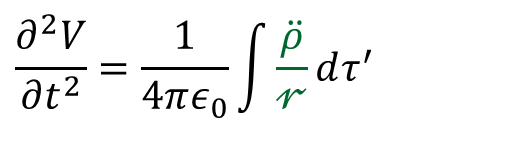 ∂²V/∂t² = 1/4πϵ₀ ∫ ρ̈/𝓇 dτ′